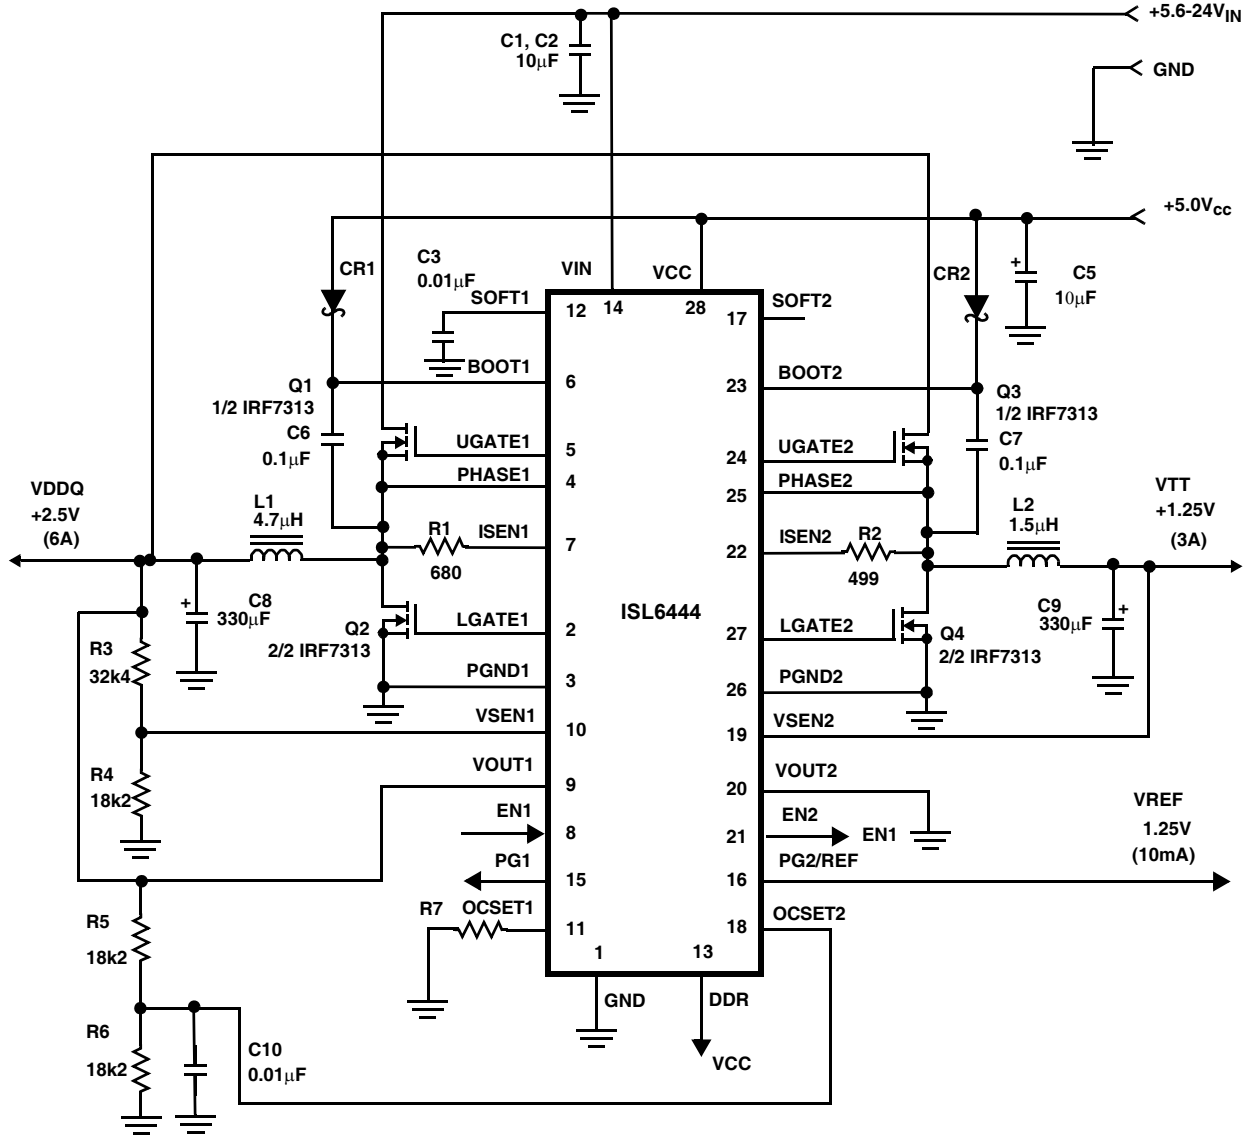 +5.6-24VIN
C1, C2
10µF
GND
+5.0Vcc
C3
0.01µF
VIN
VCC
CR1
CR2
C5
10µF
SOFT1
12
14
28
17
SOFT2
BOOT1
6
23
BOOT2
Q1
1/2 IRF7313
C6
0.1µF
Q3
1/2 IRF7313
C7
0.1µF
UGATE1
5
24
UGATE2
PHASE1
4
25
PHASE2
VDDQ
+2.5V
(6A)
L1
4.7µH
R1
680
ISEN1
7
22
ISEN2
R2
499
L2
1.5µH
VTT
+1.25V
(3A)
+
C8
330µF
ISL6444
C9
330µF
+
Q2
2/2 IRF7313
LGATE1
2
27
LGATE2
Q4
2/2 IRF7313
R3
32k4
PGND1
3
26
PGND2
VSEN1
10
19
VSEN2
R4
18k2
VOUT1
9
20
VOUT2
EN1
8
21
EN2
EN1
VREF
1.25V
(10mA)
PG1
15
16
PG2/REF
R5
18k2
R7
OCSET1
11
18
OCSET2
1
13
GND
DDR
VCC
R6
18k2
C10
0.01µF
+